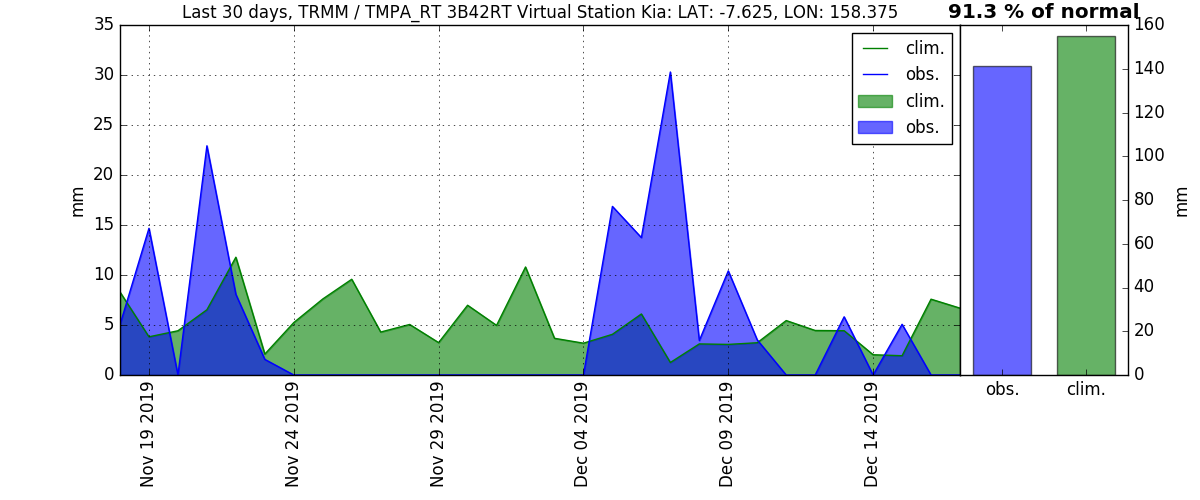 Last 30 days, TRMM / TMPA_RT 3B42RT Virtual Station Kia: LAT: -7.625, LON: 158.375
91.3 % of normal
35
30
25
20
15
10
5
0
mm
clim.
obs.
clim.
obs.
Nov 19 2019
Nov 24 2019
Nov 29 2019
Dec 04 2019
Dec 09 2019
Dec 14 2019
160
140
120
100
80
60
40
20
0
mm
obs.
clim.